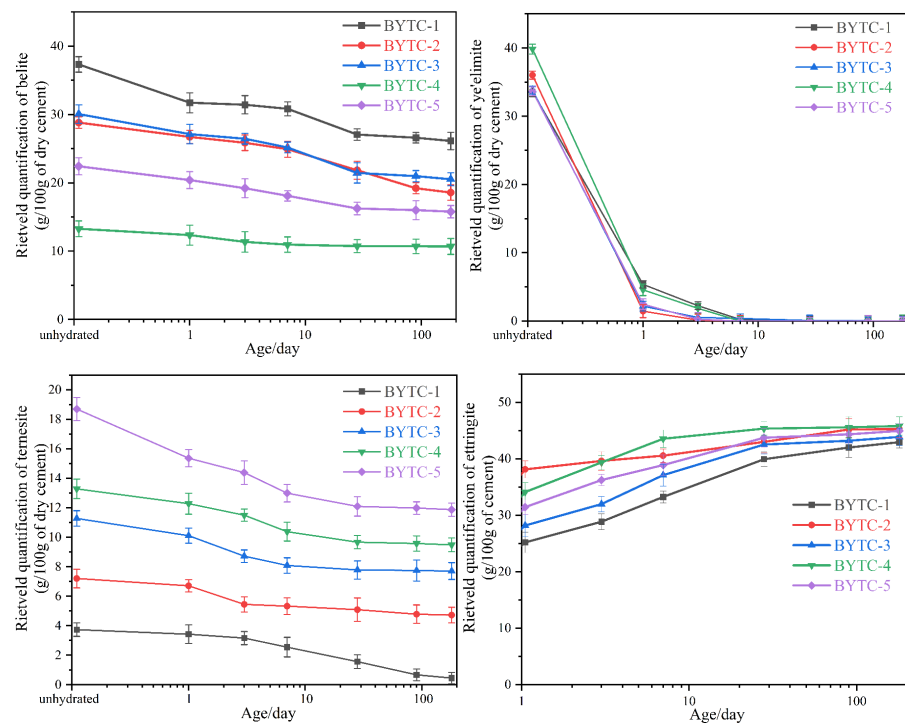 BYTC-1
BYTC-2
BYTC-3
BYTC-4
BYTC-5
Rietveld quantification of belite
(g/100g of dry cement)
40
30
20
10
0
unhydrated
1
10
100
Age/day
BYTC-1
BYTC-2
BYTC-3
BYTC-4
BYTC-5
Rietveld quantification of ye'elimite
(g/100g of dry cement)
40
30
20
10
0
unhydrated
1
10
100
Age/day
BYTC-1
BYTC-2
BYTC-3
BYTC-4
BYTC-5
Rietveld quantification of ternesite
(g/100g of dry cement)
20
18
16
14
12
10
8
6
4
2
0
unhydrated
1
10
100
Age/day
Rietveld quantification of ettringite
(g/100g of cement)
50
40
30
20
10
0
BYTC-1
BYTC-2
BYTC-3
BYTC-4
BYTC-5
1
10
100
Age/day